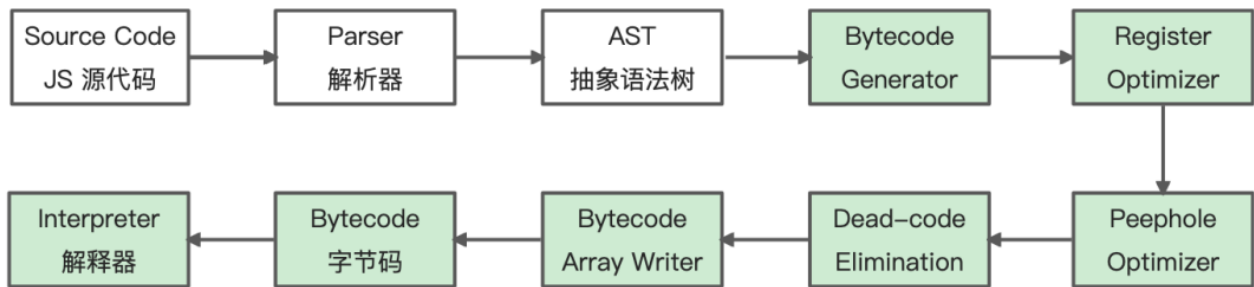 Source Code
JS 源代码
Parser
解析器
AST
抽象语法树
Bytecode
Generator
Register
Optimizer
Interpreter
解释器
Bytecode
字节码
Bytecode
Array Writer
Dead-code
Elimination
Peephole
Optimizer